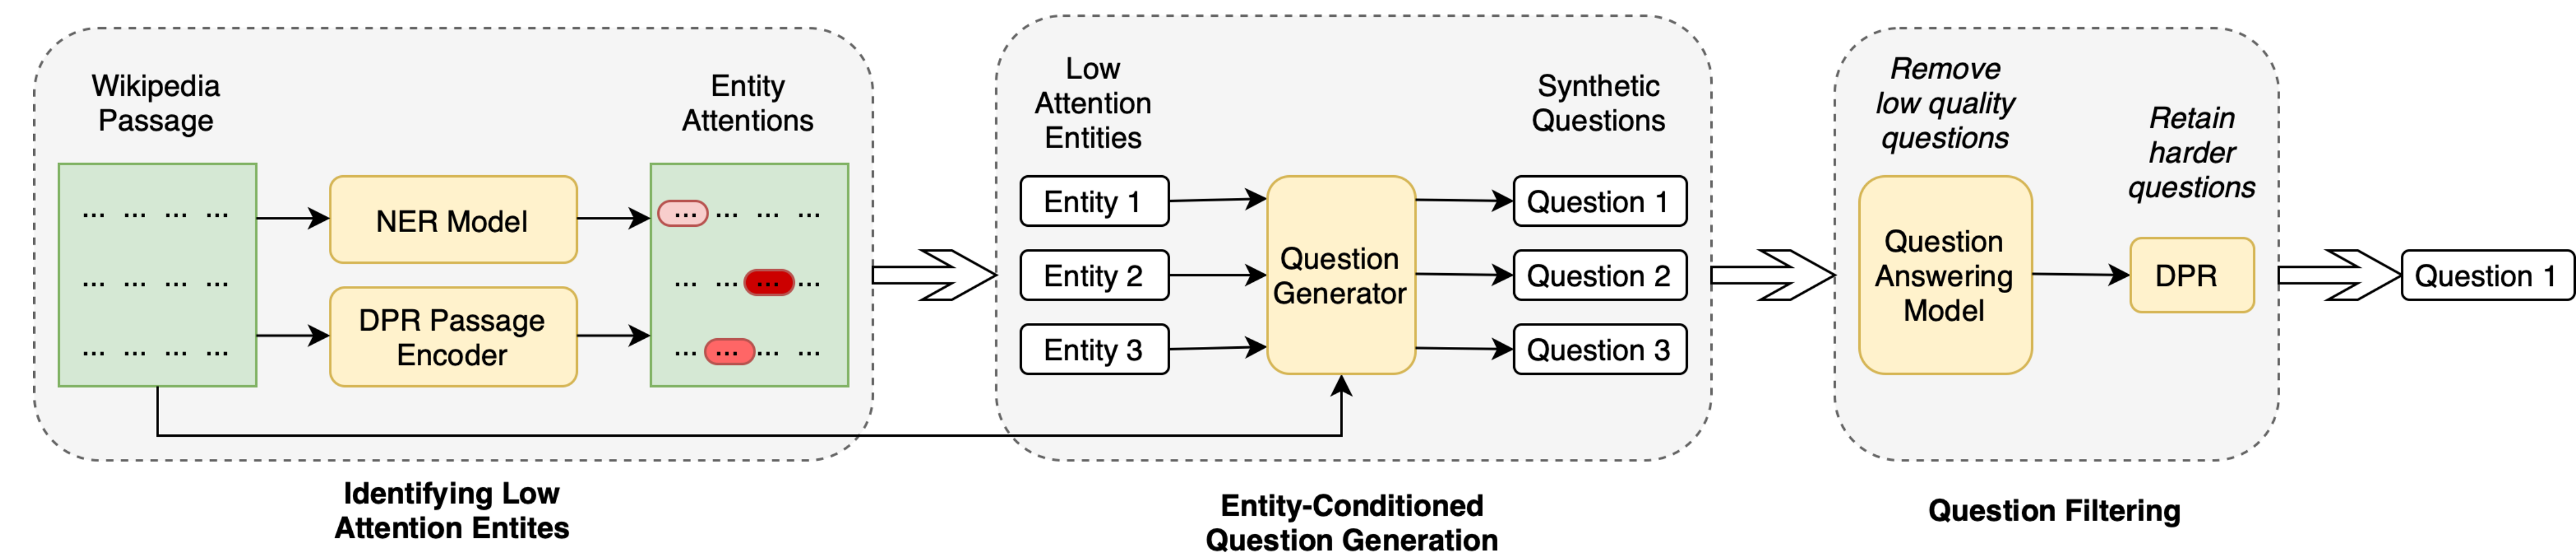 Wikipedia
Passage
... ... ... ...
... ... ... ...
... ... ... ...
NER Model
DPR Passage
Encoder
Entity
Attentions
... ... ... ...
... ... ... ...
... ... ... ...
Identifying Low
Attention Entites
Low
Attention
Entities
Entity 1
Entity 2
Entity 3
Question
Generator
Synthetic
Questions
Question 1
Question 2
Question 3
Entity-Conditioned
Question Generation
Remove
low quality
questions
Question
Answering
Model
Retain
harder
questions
DPR
Question Filtering
Question 1